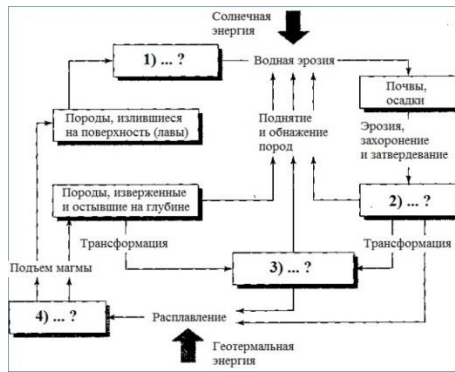 Солнечная
энергия
1) ... ?
Водная эрозия
Почвы,
осадки
Породы, излившиеся
на поверхность (лавы)
Поднятие
и обнажение
пород
Эрозия,
захоронение
и затвердевание
Породы, изверженные
и остывшие на глубине
2) ... ?
Трансформация
Трансформация
Подъем магмы
3) ... ?
4) ... ?
Расплавление
Геотермальная
энергия